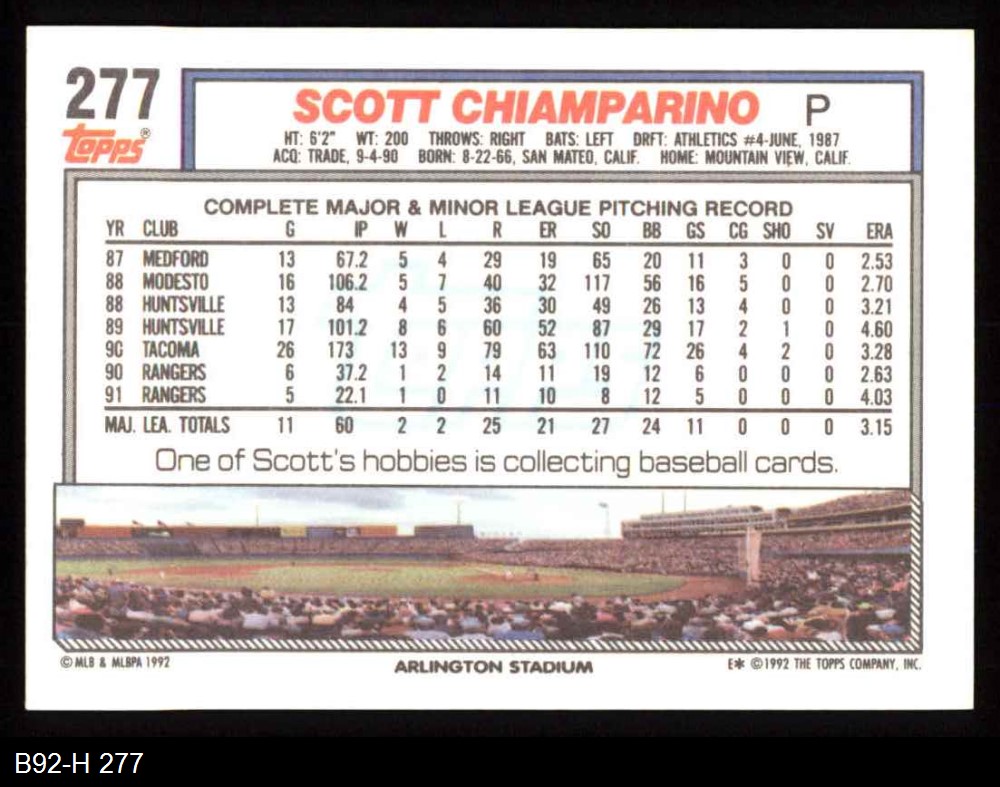 277
Topps®
SCOTT CHIAMPARINO P
HT: 6'2" WT: 200 THROWS: RIGHT BATS: LEFT DRFT: ATHLETICS #4-JUNE, 1987
ACQ: TRADE, 9-4-90 BORN: 8-22-66, SAN MATEO, CALIF. HOME: MOUNTAIN VIEW, CALIF.
COMPLETE MAJOR & MINOR LEAGUE PITCHING RECORD
YR CLUB G IP W L R ER SO BB GS CG SHO SV ERA
87 MEDFORD 13 67.2 5 4 29 19 65 20 11 3 0 0 2.53
88 MODESTO 16 106.2 5 7 40 32 117 56 16 5 0 0 2.70
88 HUNTSVILLE 13 84 4 5 36 30 49 26 13 4 0 0 3.21
89 HUNTSVILLE 17 101.2 8 6 60 52 87 29 17 2 1 0 4.60
90 TACOMA 26 173 13 9 79 63 110 72 26 4 2 0 3.28
90 RANGERS 6 37.2 1 2 14 11 19 12 6 0 0 0 2.63
91 RANGERS 5 22.1 1 0 11 10 8 12 5 0 0 0 4.03
MAJ. LEA. TOTALS 11 60 2 2 25 21 27 24 11 0 0 0 3.15
One of Scott's hobbies is collecting baseball cards.
© MLB & MLBPA 1992 ARLINGTON STADIUM E* © 1992 THE TOPPS COMPANY, INC.
B92-H 277